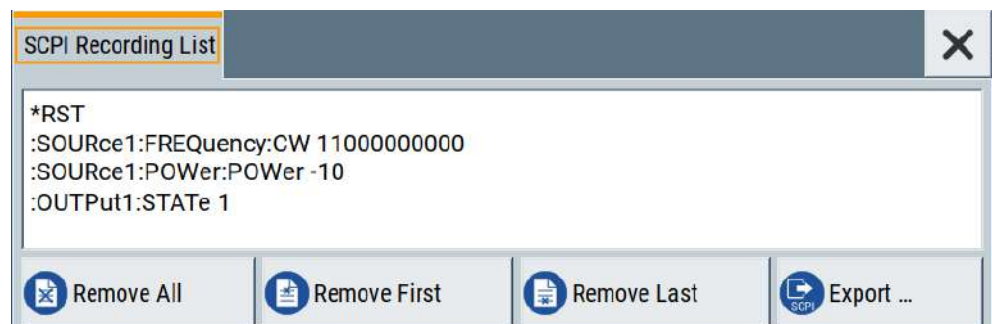 SCPI Recording List
*RST
:SOURce1:FREQuency:CW 11000000000
:SOURce1:POWer:POWer -10
:OUTPut1:STATe 1
Remove All
Remove First
Remove Last
SCPI
Export ...